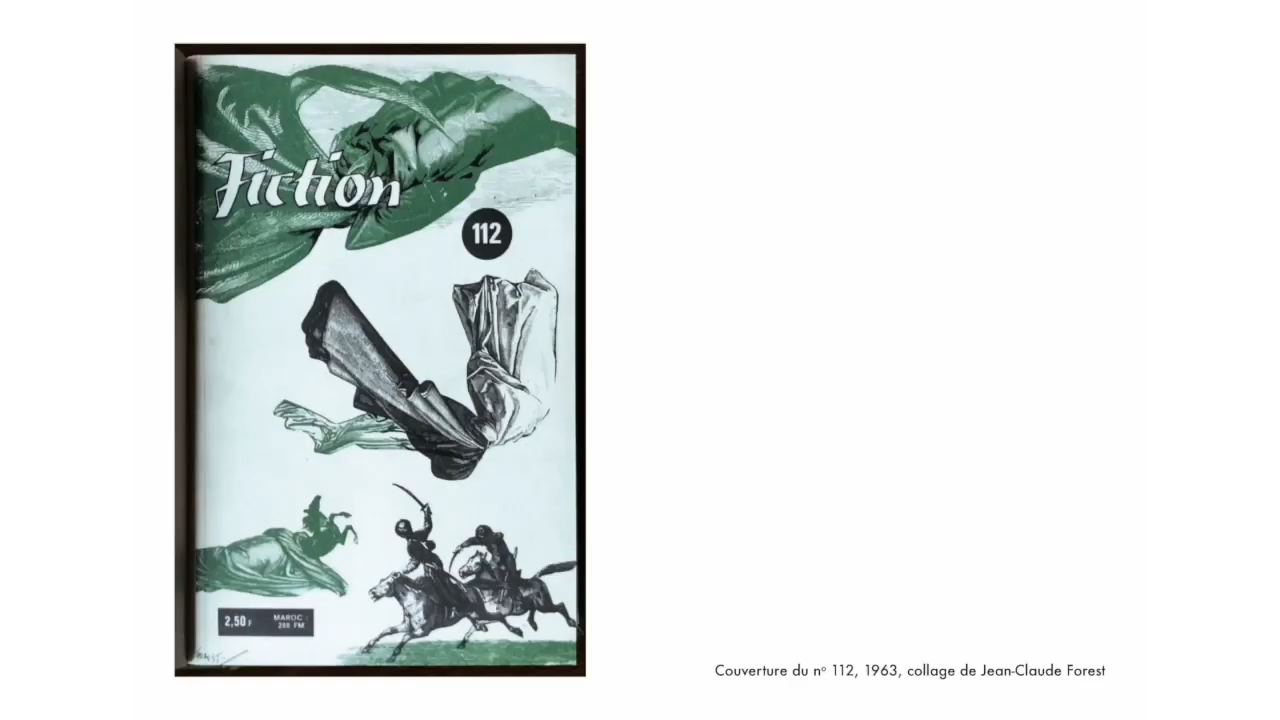 Fiction
112
2,50 F
MAROC :
288 FM
Couverture du nº 112, 1963, collage de Jean-Claude Forest